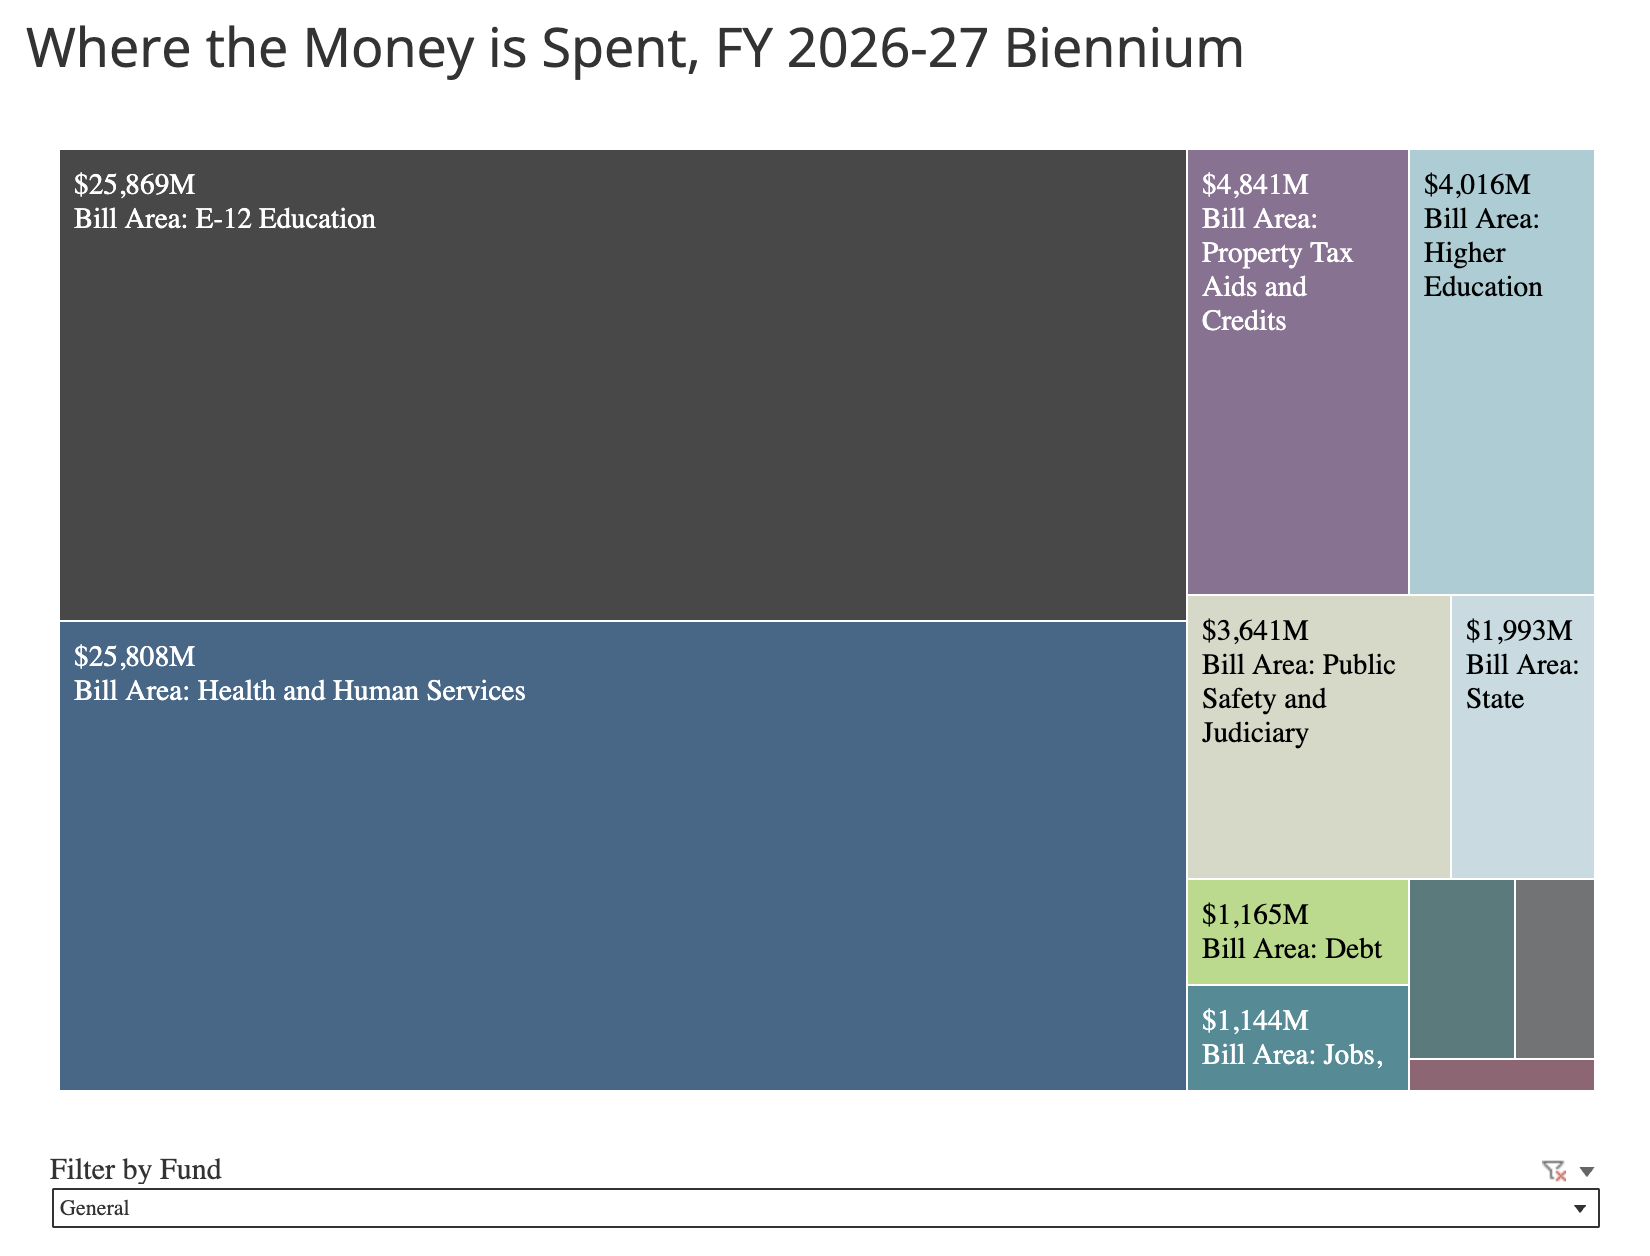 Where the Money is Spent, FY 2026-27 Biennium
$25,869M
Bill Area: E-12 Education
$4,841M
Bill Area:
Property Tax
Aids and
Credits
$4,016M
Bill Area:
Higher
Education
$25,808M
Bill Area: Health and Human Services
$3,641M
Bill Area: Public
Safety and
Judiciary
$1,993M
Bill Area:
State
$1,165M
Bill Area: Debt
$1,144M
Bill Area: Jobs,
Filter by Fund
General